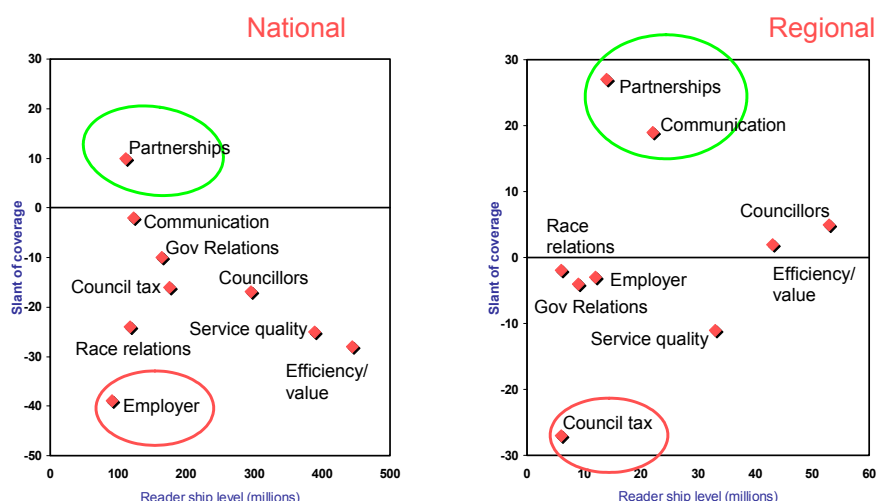 National
Slant of coverage
30
20
10
0
-10
-20
-30
-40
-50
Partnerships
Communication
Gov Relations
Council tax
Councillors
Race relations
Service quality
Efficiency/
value
Employer
0
100
200
300
400
500
Reader ship level (millions)
Regional
Slant of coverage
30
20
10
0
-10
-20
-30
Partnerships
Communication
Councillors
Race
relations
Employer
Efficiency/
value
Gov Relations
Service quality
Council tax
0
10
20
30
40
50
60
Reader ship level (millions)